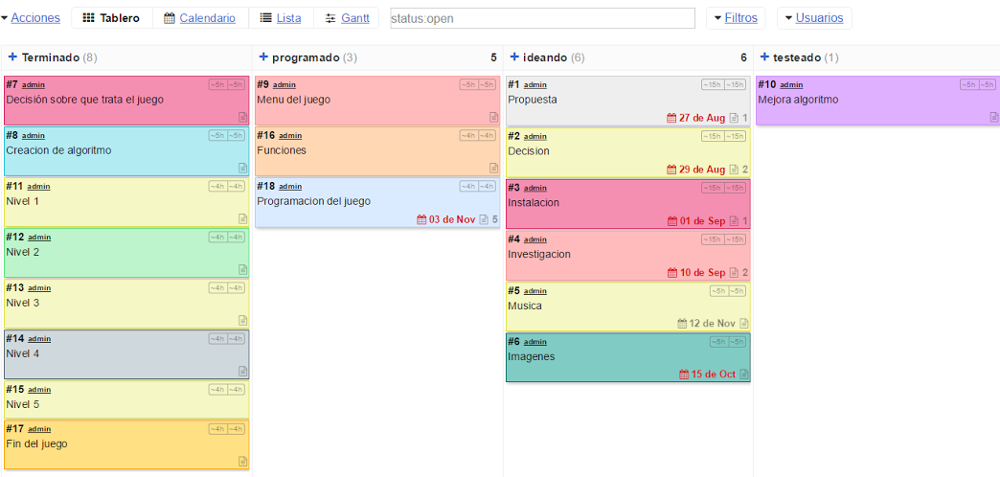 Acciones Tablero Calendario Lista Gantt status:open Filtros Usuarios
+ Terminado (8)
#7 admin ~5h ~5h
Decisión sobre que trata el juego
#8 admin ~5h ~5h
Creacion de algoritmo
#11 admin ~4h ~4h
Nivel 1
#12 admin ~4h ~4h
Nivel 2
#13 admin ~4h ~4h
Nivel 3
#14 admin ~4h ~4h
Nivel 4
#15 admin ~4h ~4h
Nivel 5
#17 admin ~4h ~4h
Fin del juego
+ programado (3) 5
#9 admin ~5h ~5h
Menu del juego
#16 admin ~4h ~4h
Funciones
#18 admin ~4h ~4h
Programacion del juego
03 de Nov 5
+ ideando (6) 6
#1 admin ~15h ~15h
Propuesta
27 de Aug 1
#2 admin ~15h ~15h
Decision
29 de Aug 2
#3 admin ~15h ~15h
Instalacion
01 de Sep 1
#4 admin ~15h ~15h
Investigacion
10 de Sep 2
#5 admin ~5h ~5h
Musica
12 de Nov
#6 admin ~5h ~5h
Imagenes
15 de Oct
+ testeado (1)
#10 admin ~5h ~5h
Mejora algoritmo